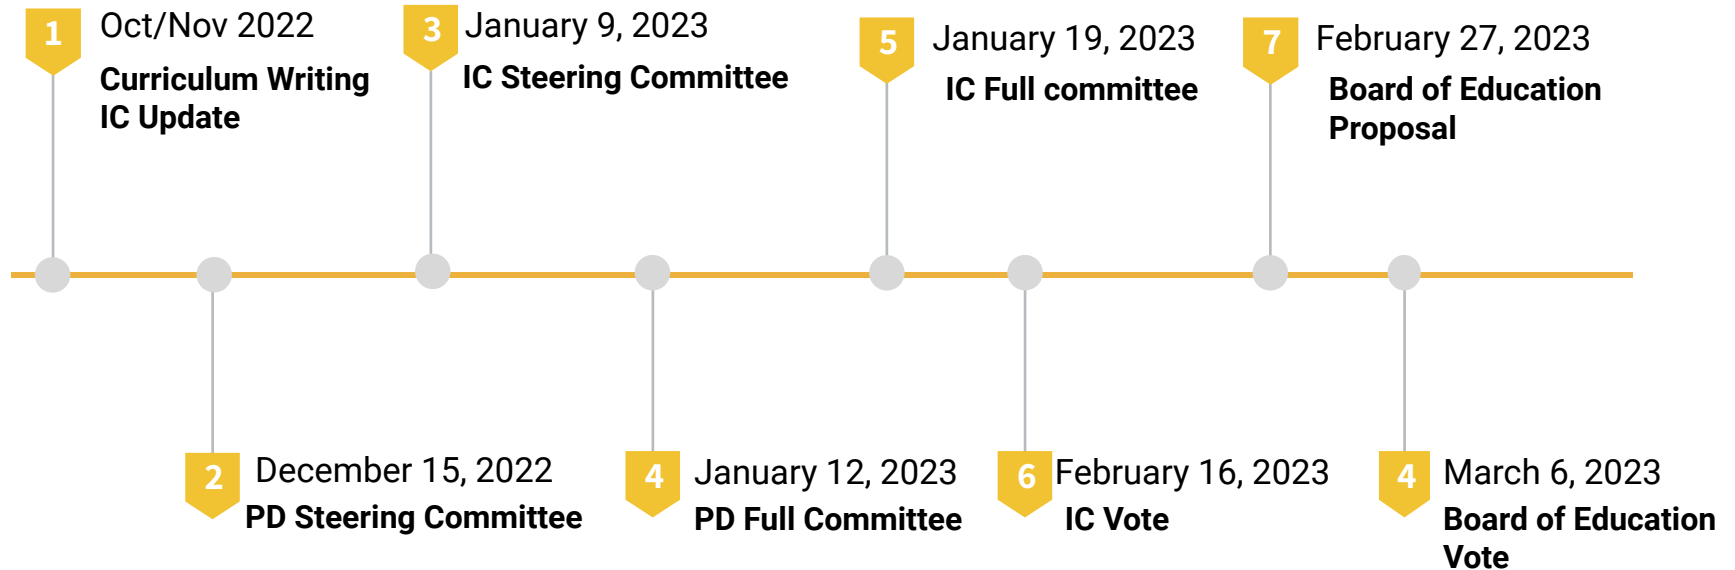 1
Oct/Nov 2022
Curriculum Writing
IC Update
2
December 15, 2022
PD Steering Committee
3
January 9, 2023
IC Steering Committee
4
January 12, 2023
PD Full Committee
5
January 19, 2023
IC Full committee
6
February 16, 2023
IC Vote
7
February 27, 2023
Board of Education
Proposal
4
March 6, 2023
Board of Education
Vote